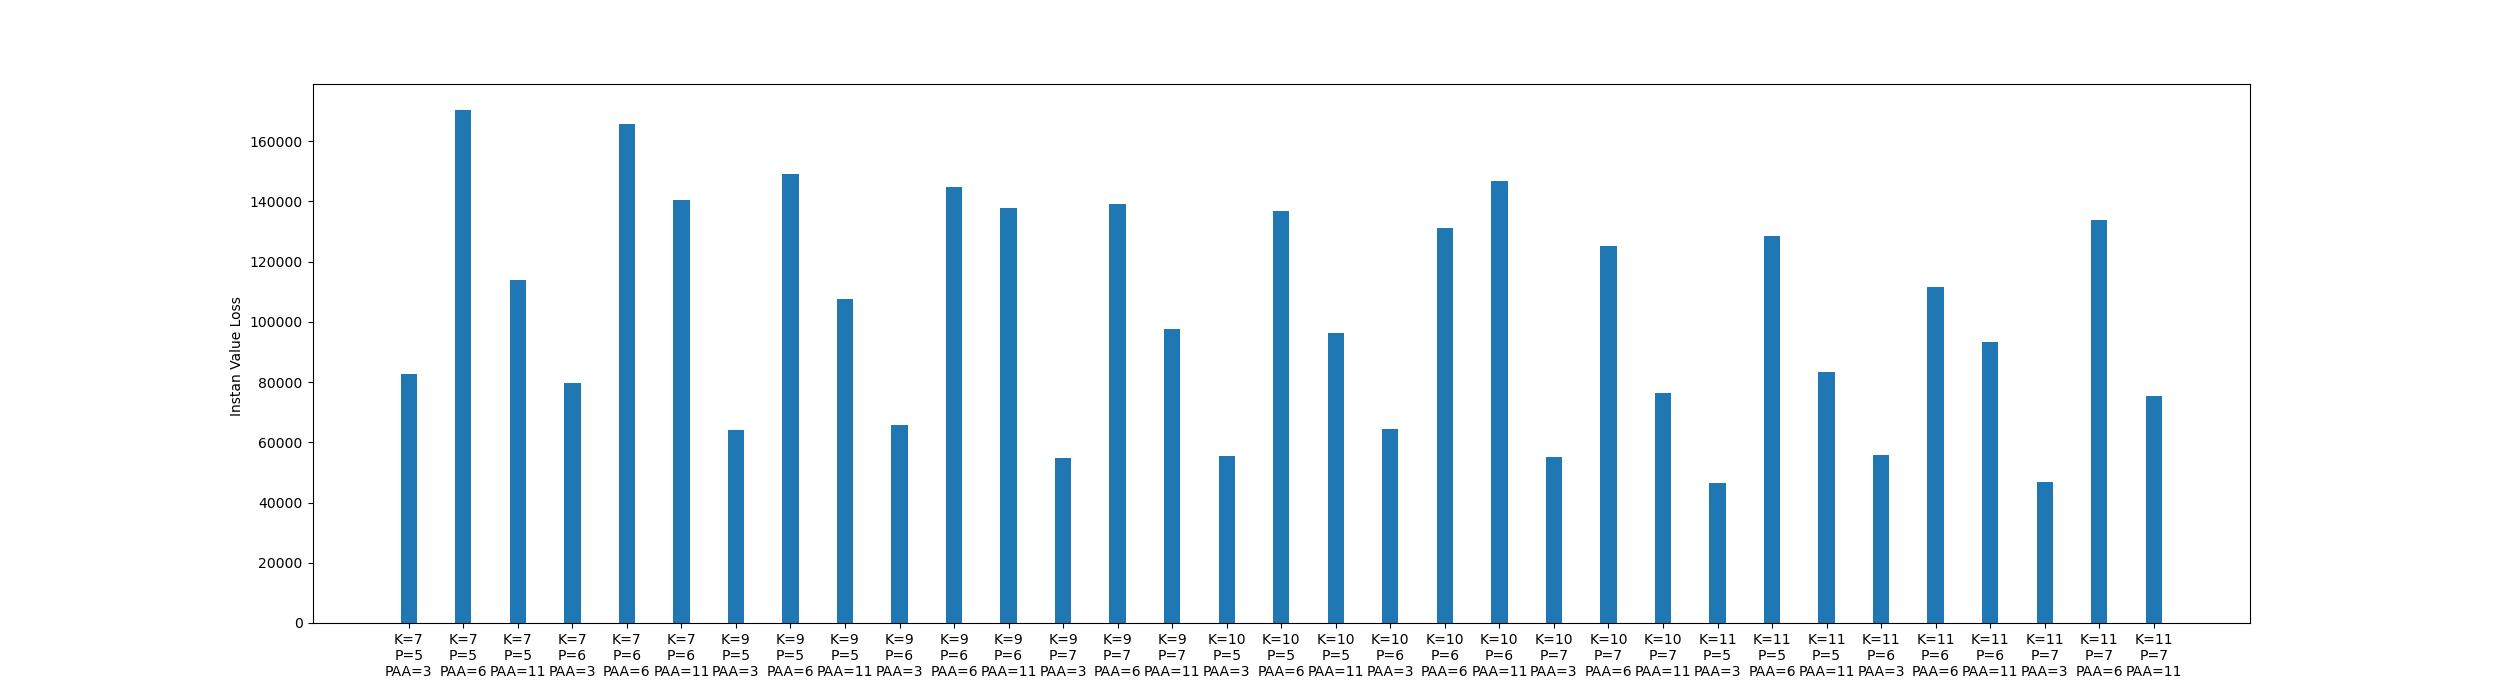 160000
140000
120000
100000
80000
60000
40000
20000
0
Instan Value Loss
K=7 K=7 K=7 K=7 K=7 K=7 K=9 K=9 K=9 K=9 K=9 K=9 K=9 K=9 K=9 K=10 K=10 K=10 K=10 K=10 K=10 K=10 K=10 K=10 K=11 K=11 K=11 K=11 K=11 K=11 K=11 K=11 K=11
P=5 P=5 P=5 P=6 P=6 P=6 P=5 P=5 P=5 P=6 P=6 P=6 P=7 P=7 P=7 P=5 P=5 P=5 P=6 P=6 P=6 P=7 P=7 P=7 P=5 P=5 P=5 P=6 P=6 P=6 P=7 P=7 P=7
PAA=3 PAA=6 PAA=11 PAA=3 PAA=6 PAA=11 PAA=3 PAA=6 PAA=11 PAA=3 PAA=6 PAA=11 PAA=3 PAA=6 PAA=11 PAA=3 PAA=6 PAA=11 PAA=3 PAA=6 PAA=11 PAA=3 PAA=6 PAA=11 PAA=3 PAA=6 PAA=11 PAA=3 PAA=6 PAA=11 PAA=3 PAA=6 PAA=11